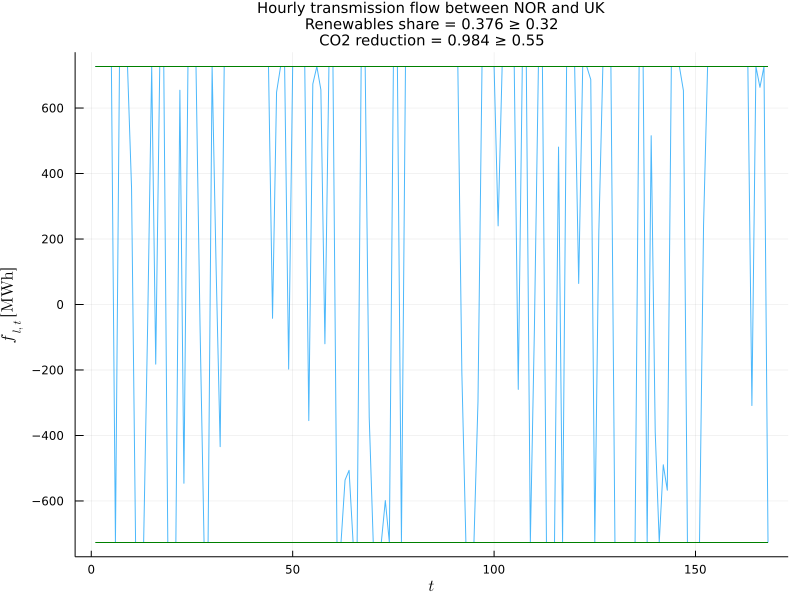 Hourly transmission flow between NOR and UK
Renewables share = 0.376 ≥ 0.32
CO2 reduction = 0.984 ≥ 0.55
600
400
200
0
−200
−400
−600
f_{l,t} [MWh]
0
50
100
150
t